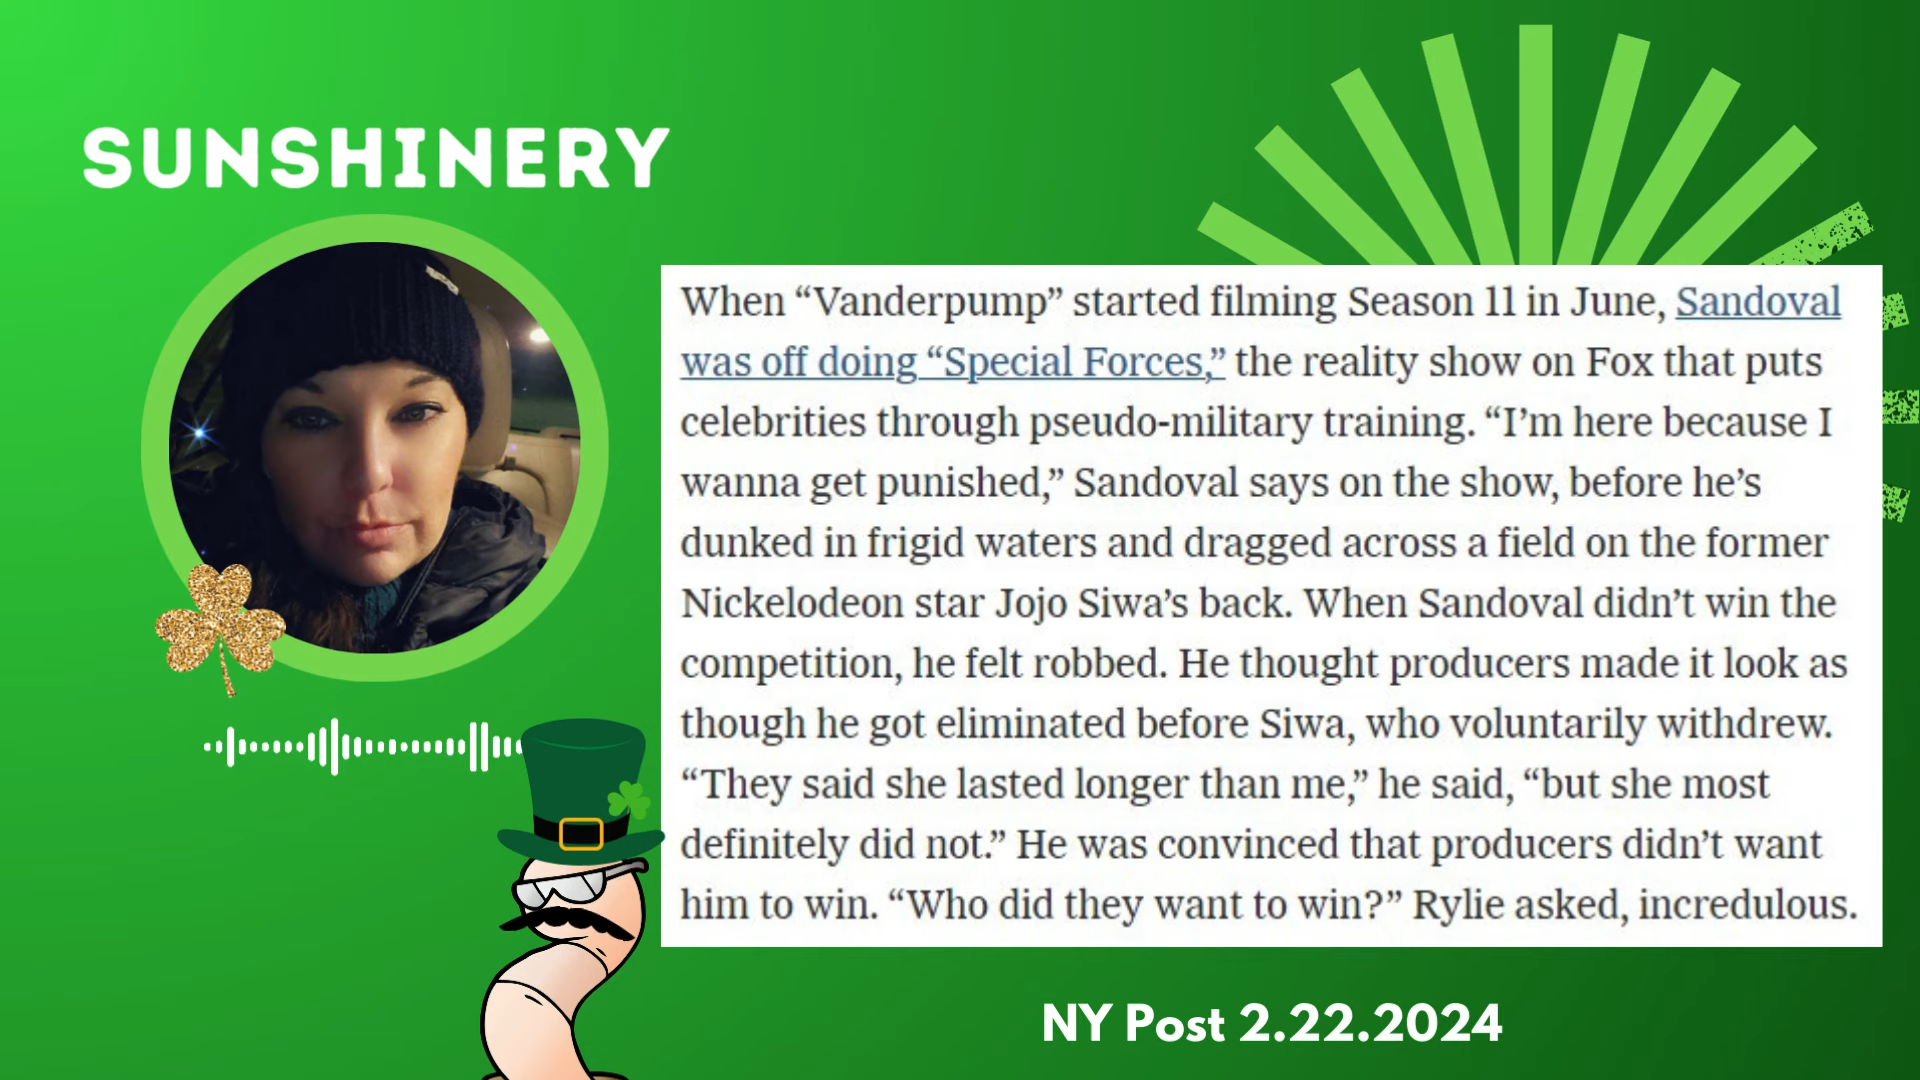 SUNSHINERY
When “Vanderpump” started filming Season 11 in June, Sandoval
was off doing “Special Forces,” the reality show on Fox that puts
celebrities through pseudo-military training. “I’m here because I
wanna get punished,” Sandoval says on the show, before he’s
dunked in frigid waters and dragged across a field on the former
Nickelodeon star Jojo Siwa’s back. When Sandoval didn’t win the
competition, he felt robbed. He thought producers made it look as
though he got eliminated before Siwa, who voluntarily withdrew.
“They said she lasted longer than me,” he said, “but she most
definitely did not.” He was convinced that producers didn’t want
him to win. “Who did they want to win?” Rylie asked, incredulous.
NY Post 2.22.2024